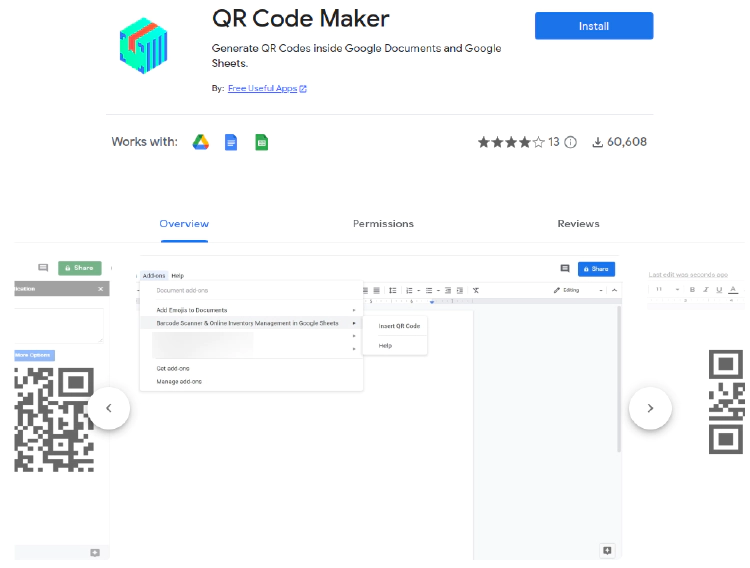 QR Code Maker
Install
Generate QR Codes inside Google Documents and Google
Sheets.
By: Free Useful Apps
Works with:
13
60,608
Overview
Permissions
Reviews
Share
Add-ons Help
Share
Last edit was seconds ago
Document add-ons
Editing
11 B I U A
Add Emojis to Documents
Barcode Scanner & Online Inventory Management in Google Sheets
Insert QR Code
Help
More Options
Get add-ons
Manage add-ons